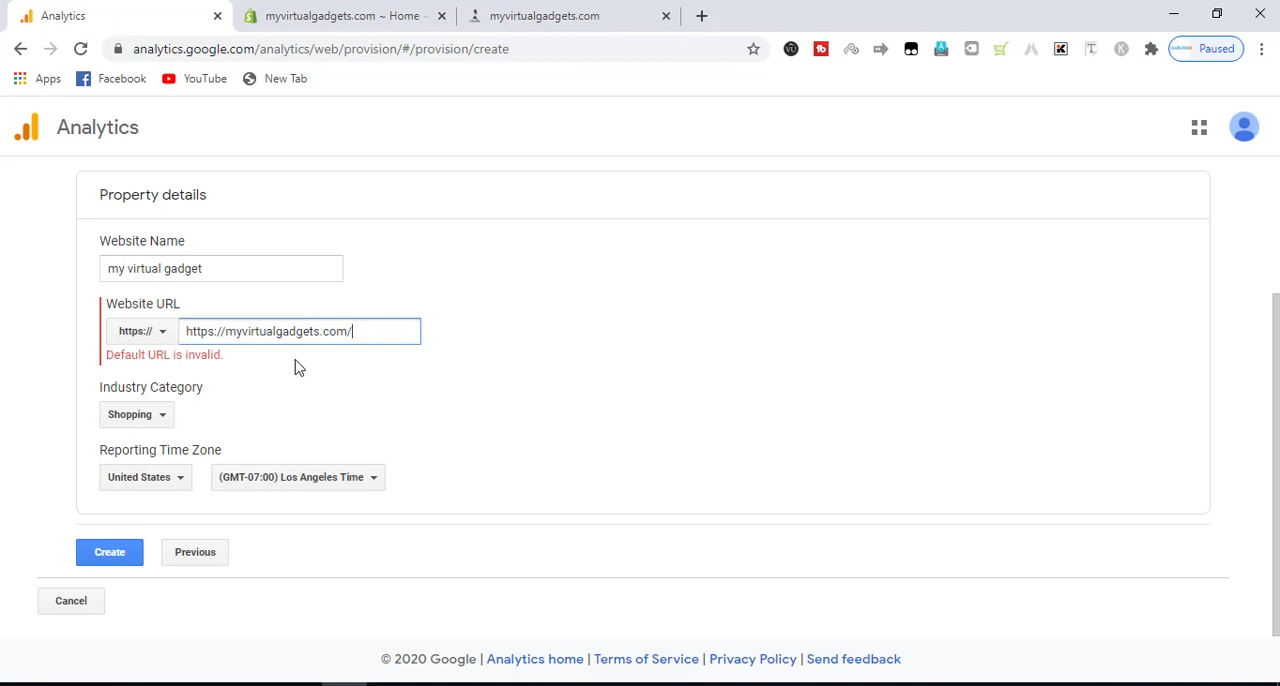 Analytics
myvirtualgadgets.com ~ Home -
myvirtualgadgets.com
analytics.google.com/analytics/web/provision/#/provision/create
Paused
Apps
Facebook
YouTube
New Tab
Analytics
Property details
Website Name
my virtual gadget
Website URL
https://
https://myvirtualgadgets.com/
Default URL is invalid.
Industry Category
Shopping
Reporting Time Zone
United States
(GMT-07:00) Los Angeles Time
Create
Previous
Cancel
© 2020 Google | Analytics home | Terms of Service | Privacy Policy | Send feedback